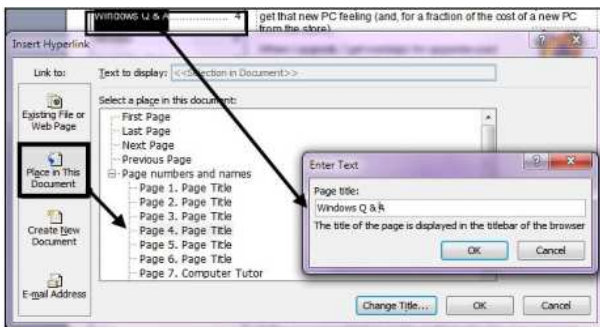 Windows Q & A ............... 4
get that new PC feeling (and, for a fraction of the cost of a new PC
from the store)
Insert Hyperlink
Link to:
Text to display: <<Selection in Document>>
Existing File or
Web Page
Place in This
Document
Create New
Document
E-mail Address
Select a place in this document:
First Page
Last Page
Next Page
Previous Page
Page numbers and names
Page 1. Page Title
Page 2. Page Title
Page 3. Page Title
Page 4. Page Title
Page 5. Page Title
Page 6. Page Title
Page 7. Computer Tutor
Enter Text
Page title:
Windows Q & A
The title of the page is displayed in the titlebar of the browser
OK
Cancel
Change Title...
OK
Cancel